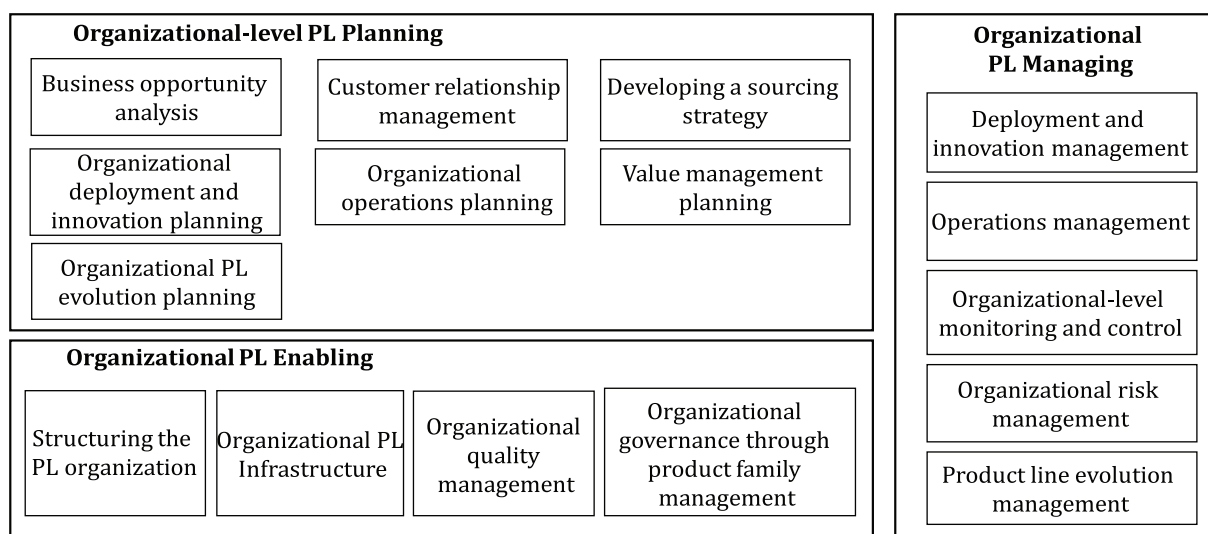 Organizational-level PL Planning
Business opportunity
analysis
Customer relationship
management
Developing a sourcing
strategy
Organizational
deployment and
innovation planning
Organizational
operations planning
Value management
planning
Organizational PL
evolution planning
Organizational PL Enabling
Structuring the
PL organization
Organizational PL
Infrastructure
Organizational
quality
management
Organizational
governance through
product family
management
Organizational
PL Managing
Deployment and
innovation management
Operations management
Organizational-level
monitoring and control
Organizational risk
management
Product line evolution
management